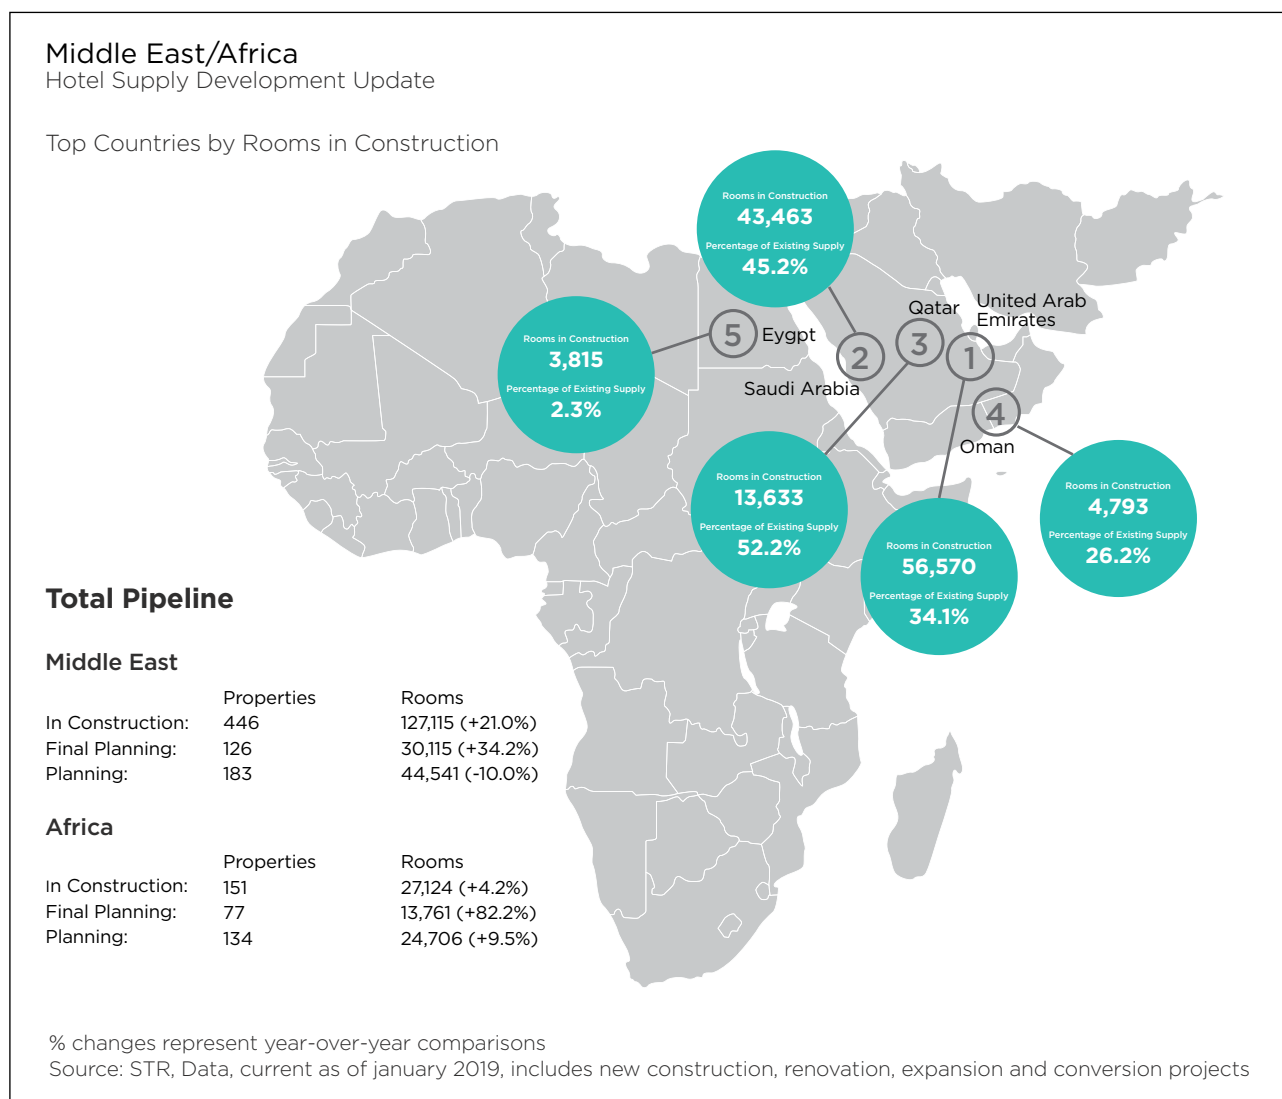 Middle East/Africa
Hotel Supply Development Update
Top Countries by Rooms in Construction
Rooms in Construction
43,463
Percentage of Existing Supply
45.2%
Rooms in Construction
3,815
Percentage of Existing Supply
2.3%
5
Eygpt
2
Saudi Arabia
Qatar
3
United Arab
Emirates
1
4
Oman
Rooms in Construction
13,633
Percentage of Existing Supply
52.2%
Rooms in Construction
56,570
Percentage of Existing Supply
34.1%
Rooms in Construction
4,793
Percentage of Existing Supply
26.2%
Total Pipeline
Middle East
Properties Rooms
In Construction: 446 127,115 (+21.0%)
Final Planning: 126 30,115 (+34.2%)
Planning: 183 44,541 (-10.0%)
Africa
Properties Rooms
In Construction: 151 27,124 (+4.2%)
Final Planning: 77 13,761 (+82.2%)
Planning: 134 24,706 (+9.5%)
% changes represent year-over-year comparisons
Source: STR, Data, current as of january 2019, includes new construction, renovation, expansion and conversion projects